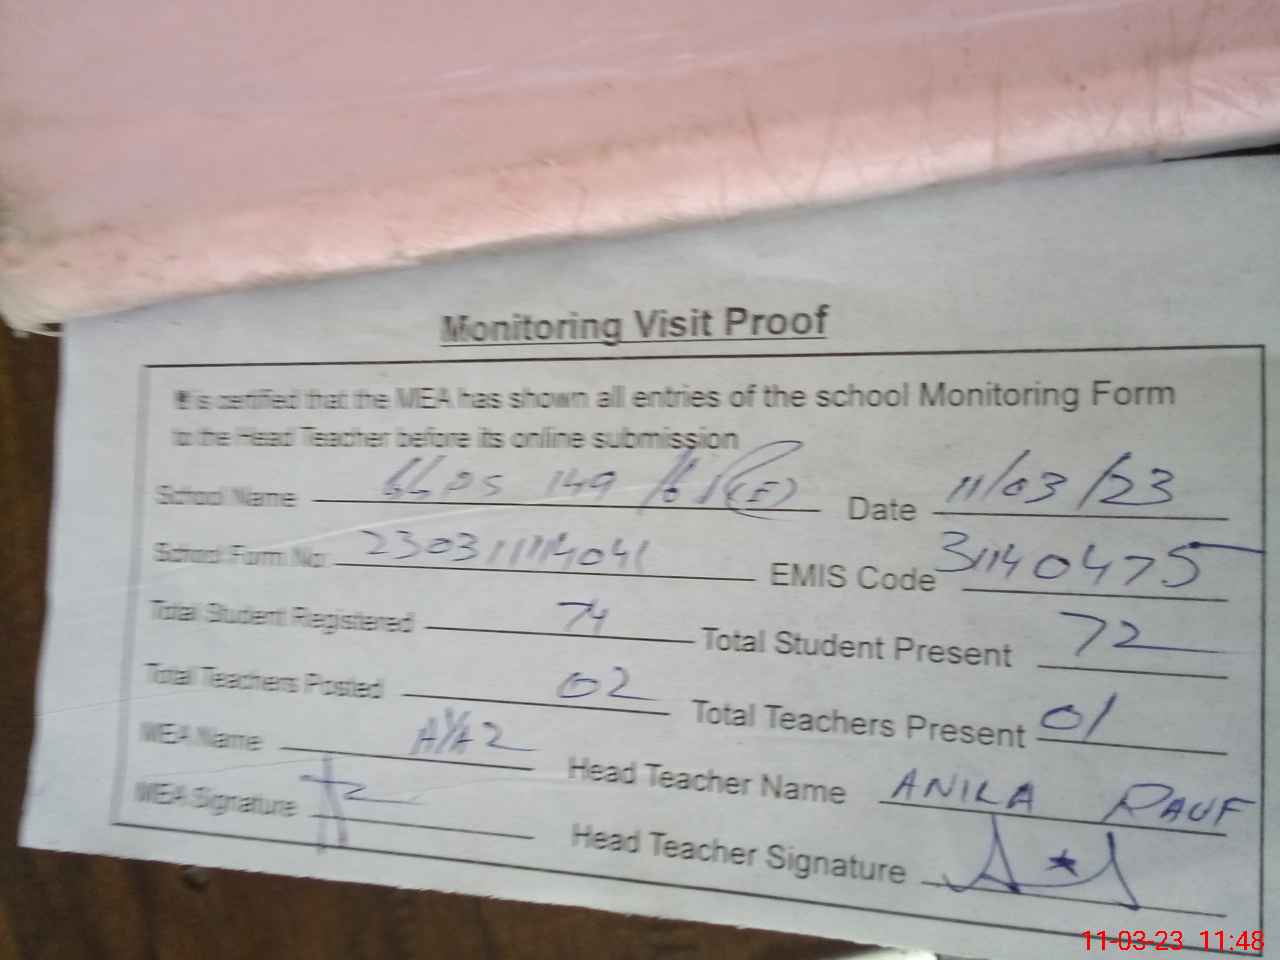 Monitoring Visit Proof
It is certified that the MEA has shown all entries of the school Monitoring Form
to the Head Teacher before its online submission
School Name 149 Date 11/03/23
School Form No. EMIS Code 31140475
Total Student Registered 74 Total Student Present 72
Total Teachers Posted 02 Total Teachers Present 01
MEA Name AYAZ Head Teacher Name ANILA RAUF
MEA Signature Head Teacher Signature
11-03-23 11:48